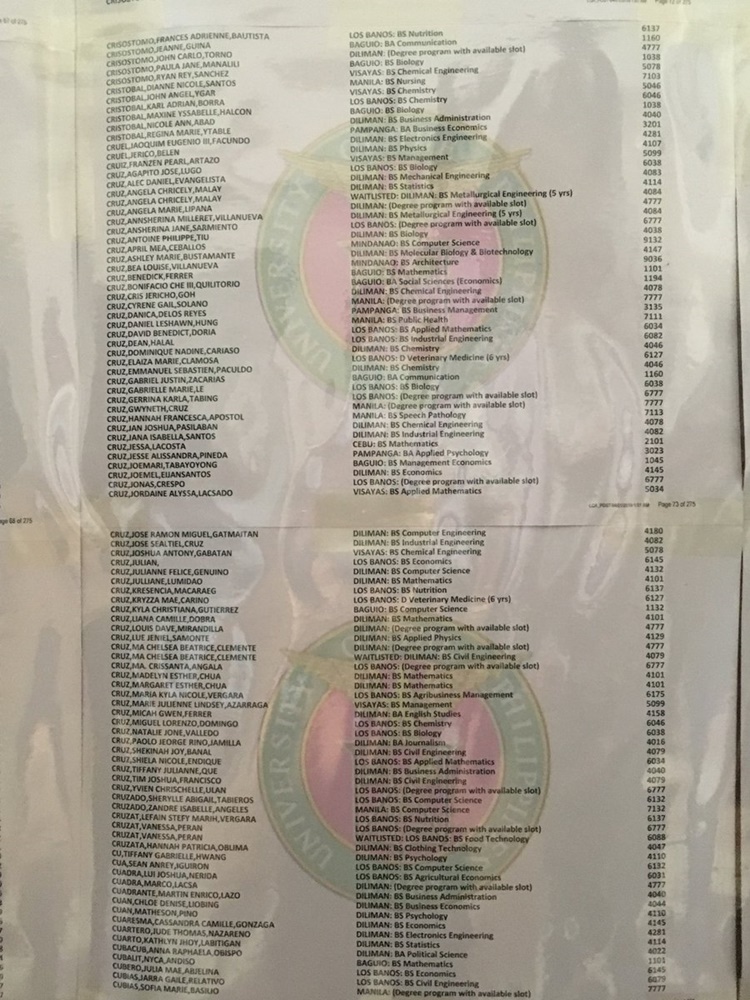 CRISOSTOMO,FRANCES ADRIENNE,BAUTISTA LOS BANOS: BS Nutrition 6137
CRISOSTOMO,JEANNE,GUINA BAGUIO: BA Communication 1160
CRISOSTOMO,JOHN CARLO,TORNO DILIMAN: (Degree program with available slot) 4777
CRISOSTOMO,PAULA JANE,MANALILI BAGUIO: BS Biology 1038
CRISOSTOMO,RYAN REY,SANCHEZ VISAYAS: BS Chemical Engineering 5078
CRISTOBAL,DIANNE NICOLE,SANTOS MANILA: BS Nursing 7103
CRISTOBAL,JOHN ANGEL,YGAR VISAYAS: BS Chemistry 5046
CRISTOBAL,KARL ADRIAN,BORRA LOS BANOS: BS Chemistry 6046
CRISTOBAL,MAXINE YSSABELLE,HALCON BAGUIO: BS Biology 1038
CRISTOBAL,NICOLE ANN,ABAD DILIMAN: BS Business Administration 4040
CRISTOBAL,REGINA MARIE,YTABLE PAMPANGA: BA Business Economics 3201
CRUEL,JAOQUIM EUGENIO III,FACUNDO DILIMAN: BS Electronics Engineering 4281
CRUEL,JERICO,BELEN DILIMAN: BS Physics 4107
CRUIZ,FRANZEN PEARL,ARTAZO VISAYAS: BS Management 5099
CRUZ,AGAPITO JOSE,LUGO LOS BANOS: BS Biology 6038
CRUZ,ALEC DANIEL,EVANGELISTA DILIMAN: BS Mechanical Engineering 4083
CRUZ,ANGELA CHRICELY,MALAY DILIMAN: BS Statistics 4114
CRUZ,ANGELA CHRICELY,MALAY WAITLISTED: DILIMAN: BS Metallurgical Engineering (5 yrs) 4084
CRUZ,ANGELA MARIE,LIPANA DILIMAN: (Degree program with available slot) 4777
CRUZ,ANNSHERINA MILLERET,VILLANUEVA DILIMAN: BS Metallurgical Engineering (5 yrs) 4084
CRUZ,ANSHERINA JANE,SARMIENTO LOS BANOS: (Degree program with available slot) 6777
CRUZ,ANTOINE PHILIPPE,TIU DILIMAN: BS Biology 4038
CRUZ,APRIL MEA,CEBALLOS MINDANAO: BS Computer Science 9132
CRUZ,ASHLEY MARIE,BUSTAMANTE DILIMAN: BS Molecular Biology & Biotechnology 4147
CRUZ,BEA LOUISE,VILLANUEVA MINDANAO: BS Architecture 9036
CRUZ,BENEDICK,FERRER BAGUIO: BS Mathematics 1101
CRUZ,BONIFACIO CHE III,QUILITORIO BAGUIO: BA Social Sciences (Economics) 1194
CRUZ,CRIS JERICHO,GOH DILIMAN: BS Chemical Engineering 4078
CRUZ,CYRENE GAIL,SOLANO MANILA: (Degree program with available slot) 7777
CRUZ,DANICA,DELOS REYES PAMPANGA: BS Business Management 3135
CRUZ,DANIEL LESHAWN,HUNG MANILA: BS Public Health 7111
CRUZ,DAVID BENEDICT,DORIA LOS BANOS: BS Applied Mathematics 6034
CRUZ,DEAN,HALAL LOS BANOS: BS Industrial Engineering 6082
CRUZ,DOMINIQUE NADINE,CARIASO DILIMAN: BS Chemistry 4046
CRUZ,ELAIZA MARIE,CLAMOSA LOS BANOS: D Veterinary Medicine (6 yrs) 6127
CRUZ,EMMANUEL SEBASTIEN,PACULDO DILIMAN: BS Chemistry 4046
CRUZ,GABRIEL JUSTIN,ZACARIAS BAGUIO: BA Communication 1160
CRUZ,GABRIELLE MARIE,LE LOS BANOS: BS Biology 6038
CRUZ,GERRINA KARLA,TABING LOS BANOS: (Degree program with available slot) 6777
CRUZ,GWYNETH,CRUZ MANILA: (Degree program with available slot) 7777
CRUZ,HANNAH FRANCESCA,APOSTOL MANILA: BS Speech Pathology 7113
CRUZ,IAN JOSHUA,PASILABAN DILIMAN: BS Chemical Engineering 4078
CRUZ,JANA ISABELLA,SANTOS DILIMAN: BS Industrial Engineering 4082
CRUZ,JESSA,LACOSTA CEBU: BS Mathematics 2101
CRUZ,JESSE ALISSANDRA,PINEDA PAMPANGA: BA Applied Psychology 3023
CRUZ,JOEMARI,TABAYOYONG BAGUIO: BS Management Economics 1045
CRUZ,JOEMEL,EUJANSANTOS DILIMAN: BS Economics 4145
CRUZ,JONAS,CRESPO LOS BANOS: (Degree program with available slot) 6777
CRUZ,JORDAINE ALYSSA,LACSADO VISAYAS: BS Applied Mathematics 5034
Page 73 of 275
68 of 275
CRUZ,JOSE RAMON MIGUEL,GATMAITAN DILIMAN: BS Computer Engineering 4180
CRUZ,JOSE SEALTIEL,CRUZ DILIMAN: BS Industrial Engineering 4082
CRUZ,JOSHUA ANTONY,GABATAN VISAYAS: BS Chemical Engineering 5078
CRUZ,JULIAN, LOS BANOS: BS Economics 6145
CRUZ,JULIANNE FELICE,GENUINO DILIMAN: BS Computer Science 4132
CRUZ,JULLIANE,LUMIDAO DILIMAN: BS Mathematics 4101
CRUZ,KRESENCIA,MACARAEG LOS BANOS: BS Nutrition 6137
CRUZ,KRYZZA MAE,CARINO LOS BANOS: D Veterinary Medicine (6 yrs) 6127
CRUZ,KYLA CHRISTIANA,GUTIERREZ BAGUIO: BS Computer Science 1132
CRUZ,LIANA CAMILLE,DOBRA DILIMAN: BS Mathematics 4101
CRUZ,LOUIS DAVE,MIRANDILLA DILIMAN: (Degree program with available slot) 4777
CRUZ,LUE JENIEL,SAMONTE DILIMAN: BS Applied Physics 4129
CRUZ,MA CHELSEA BEATRICE,CLEMENTE DILIMAN: (Degree program with available slot) 4777
CRUZ,MA CHELSEA BEATRICE,CLEMENTE WAITLISTED: DILIMAN: BS Civil Engineering 4079
CRUZ,MA. CRISSANTA,ANGALA LOS BANOS: (Degree program with available slot) 6777
CRUZ,MADELYN ESTHER,CHUA DILIMAN: BS Mathematics 4101
CRUZ,MARGARET ESTHER,CHUA DILIMAN: BS Mathematics 4101
CRUZ,MARIA KYLA NICOLE,VERGARA LOS BANOS: BS Agribusiness Management 6175
CRUZ,MARIE JULIENNE LINDSEY,AZARRAGA VISAYAS: BS Management 5099
CRUZ,MICAH GWEN,FERRER DILIMAN: BA English Studies 4158
CRUZ,MIGUEL LORENZO,DOMINGO LOS BANOS: BS Chemistry 6046
CRUZ,NATALIE JONE,VALLEDO LOS BANOS: BS Biology 6038
CRUZ,PAOLO JEORGE RINO,JAMILLA DILIMAN: BA Journalism 4016
CRUZ,SHEKINAH JOY,BANAL DILIMAN: BS Civil Engineering 4079
CRUZ,SHIELA NICOLE,ENDIQUE LOS BANOS: BS Applied Mathematics 6034
CRUZ,TIFFANY JULIANNE,QUE DILIMAN: BS Business Administration 4040
CRUZ,TIM JOSHUA,FRANCISCO DILIMAN: BS Civil Engineering 4079
CRUZ,YVIEN CHRISCHELLE,ULAN LOS BANOS: (Degree program with available slot) 6777
CRUZADO,SHERYLLE ABIGAIL,TABIEROS LOS BANOS: BS Computer Science 6132
CRUZADO,ZANDRE ISABELLE,ANGELES MANILA: BS Computer Science 7132
CRUZAT,LEFAIN STEFY MARIH,VERGARA LOS BANOS: BS Nutrition 6137
CRUZAT,VANESSA,PERAN LOS BANOS: (Degree program with available slot) 6777
CRUZAT,VANESSA,PERAN WAITLISTED: LOS BANOS: BS Food Technology 6088
CRUZATA,HANNAH PATRICIA,OBLIMA DILIMAN: BS Clothing Technology 4047
CU,TIFFANY GABRIELLE,HWANG DILIMAN: BS Psychology 4110
CUA,SEAN ANREY,IGUIRON LOS BANOS: BS Computer Science 6132
CUADRA,LUI JOSHUA,NERIDA LOS BANOS: BS Agricultural Economics 6031
CUADRA,MARCO,LACSA DILIMAN: (Degree program with available slot) 4777
CUADRANTE,MARTIN ENRICO,LAZO DILIMAN: BS Business Administration 4040
CUAN,CHLOE DENISE,LIOBING DILIMAN: BS Business Economics 4044
CUAN,MATHESON,PINO DILIMAN: BS Psychology 4110
CUARESMA,CASSANDRA CAMILLE,GONZAGA DILIMAN: BS Economics 4145
CUARTERO,JUDE THOMAS,NAZARENO DILIMAN: BS Electronics Engineering 4281
CUARTO,KATHLYN JHOY,LABITIGAN DILIMAN: BS Statistics 4114
CUBACUB,ANNA RAPHAELA,OBISPO DILIMAN: BA Political Science 4022
CUBALIT,NYCA,ANDISO BAGUIO: BS Mathematics 1101
CUBERO,JULIA MAE,ABJELINA LOS BANOS: BS Economics 6145
CUBIAS,JARRA GAILE,RELATIVO LOS BANOS: BS Civil Engineering 6079
CUBIAS,SOFIA MARIE,BASIJO MANILA: (Degree program with available slot) 7777